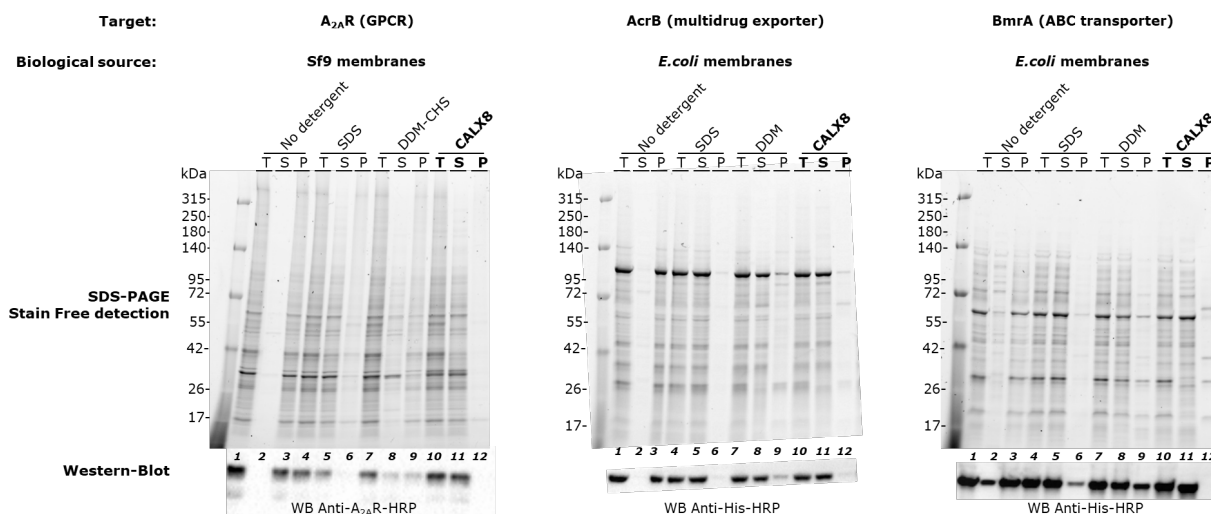 Target: A2AR (GPCR) AcrB (multidrug exporter) BmrA (ABC transporter)
Biological source: Sf9 membranes E.coli membranes E.coli membranes
No detergent SDS DDM-CHS CALX8
No detergent SDS DDM CALX8
No detergent SDS DDM CALX8
T S P T S P T S P T S P
T S P T S P T S P T S P
T S P T S P T S P T S P
kDa kDa kDa
315- 315- 315-
250- 250- 250-
180- 180- 180-
140- 140- 140-
95- 95- 95-
72- 72- 72-
SDS-PAGE
Stain Free detection
55- 55- 55-
42- 42- 42-
26- 26- 26-
17- 17- 17-
1 2 3 4 5 6 7 8 9 10 11 12
1 2 3 4 5 6 7 8 9 10 11 12
1 2 3 4 5 6 7 8 9 10 11 12
Western-Blot
WB Anti-A2AR-HRP WB Anti-His-HRP WB Anti-His-HRP